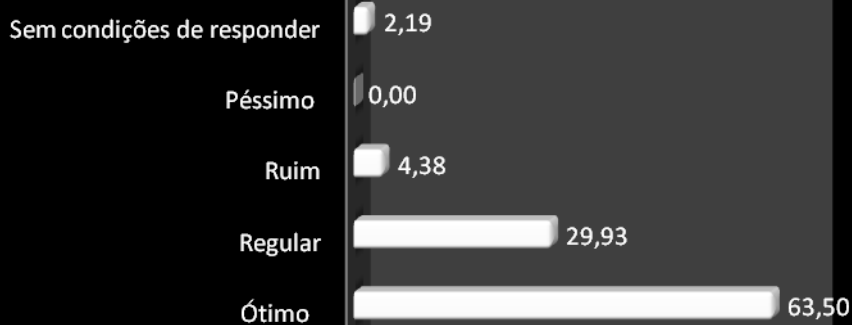 Sem condições de responder 2,19
Péssimo 0,00
Ruim 4,38
Regular 29,93
Ótimo 63,50